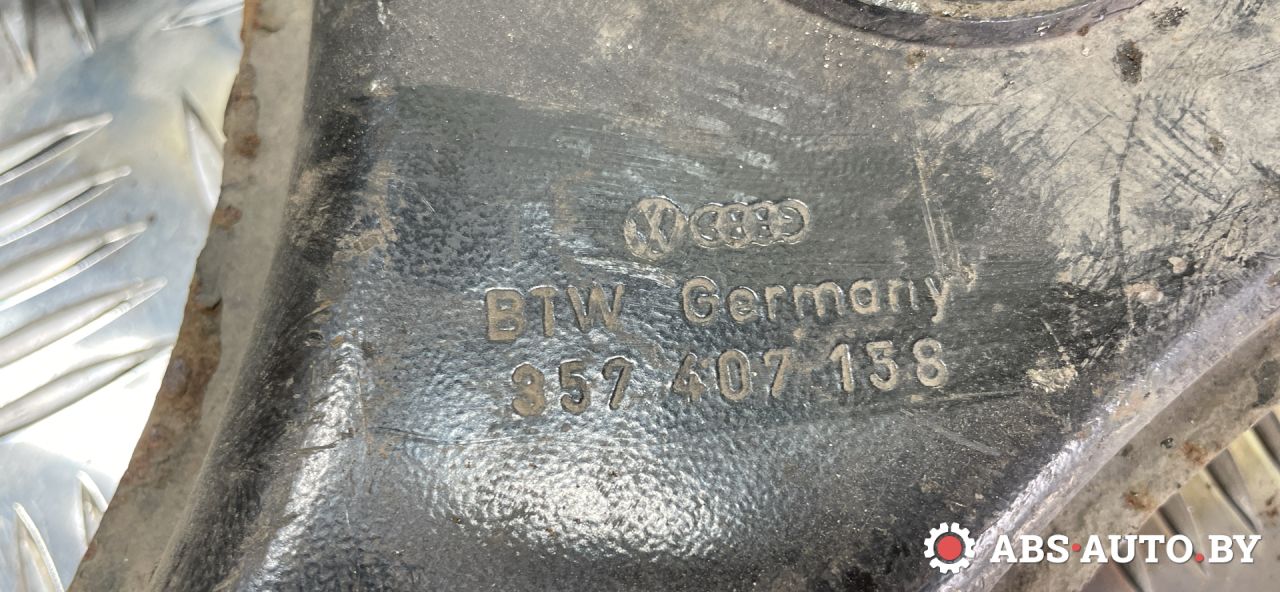 BTW Germany
357 407 158
ABS·AUTO.BY